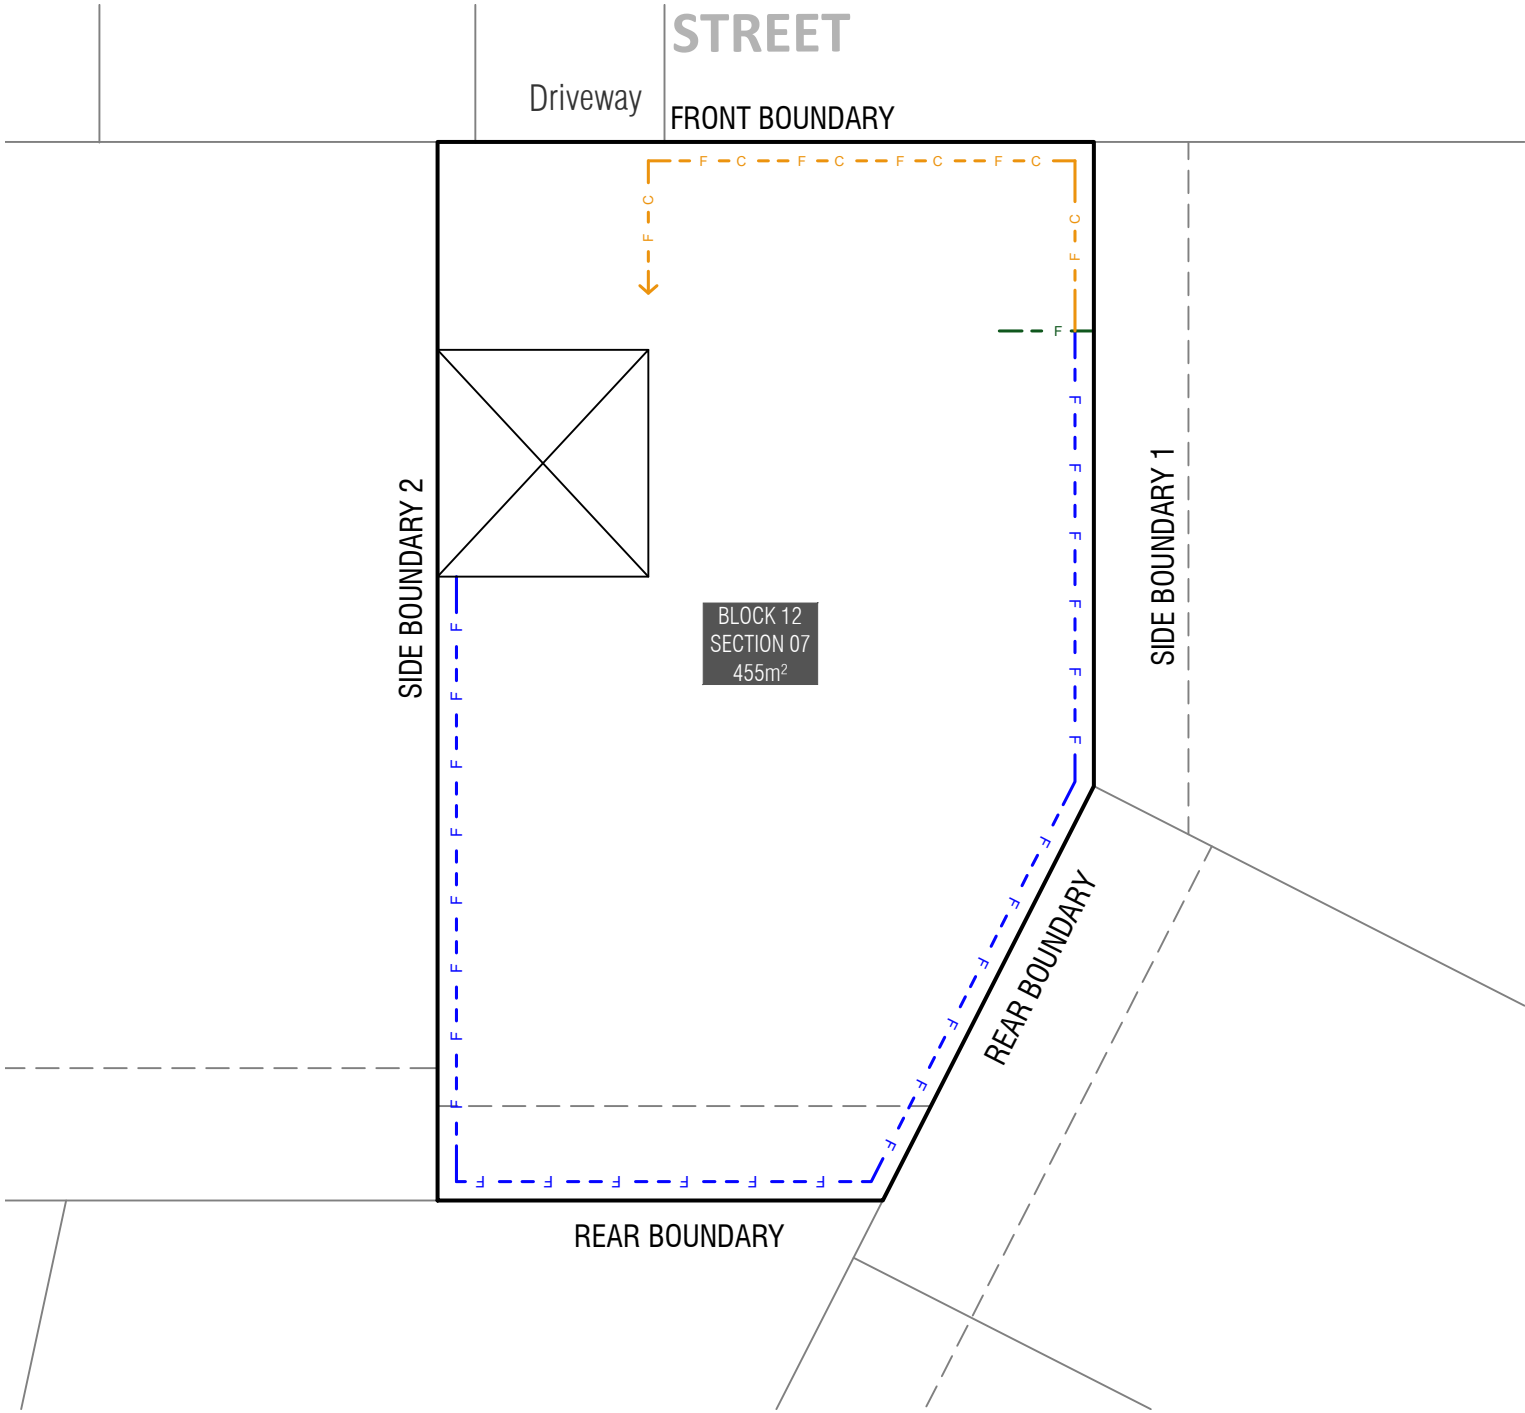 STREET
Driveway
FRONT BOUNDARY
F C F C F C F C
C
F
C
F
F
F
F
F
F
F
F
F
SIDE BOUNDARY 2
SIDE BOUNDARY 1
BLOCK 12
SECTION 07
455m²
F
F
F
F
F
F
F
F
F
F
F
F
F
F
REAR BOUNDARY
F F F F F F
REAR BOUNDARY